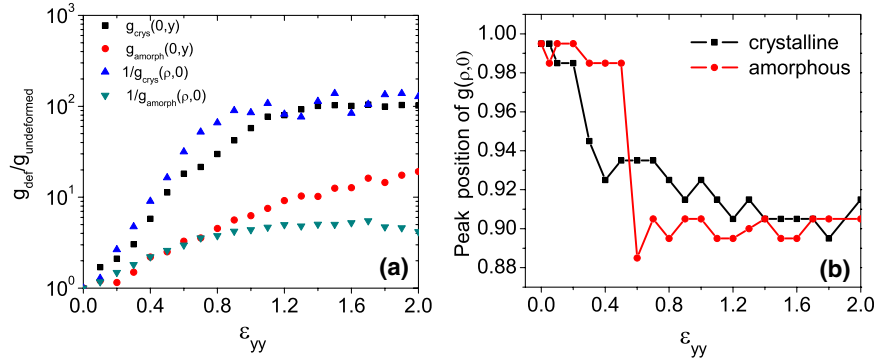 10³
10²
10¹
10⁰
g_def/g_undeformed
g_crys(0,y)
g_amorph(0,y)
1/g_crys(ρ,0)
1/g_amorph(ρ,0)
(a)
0.0 0.4 0.8 1.2 1.6 2.0
ε_yy
1.00
0.98
0.96
0.94
0.92
0.90
0.88
Peak position of g(ρ,0)
crystalline
amorphous
(b)
0.0 0.4 0.8 1.2 1.6 2.0
ε_yy